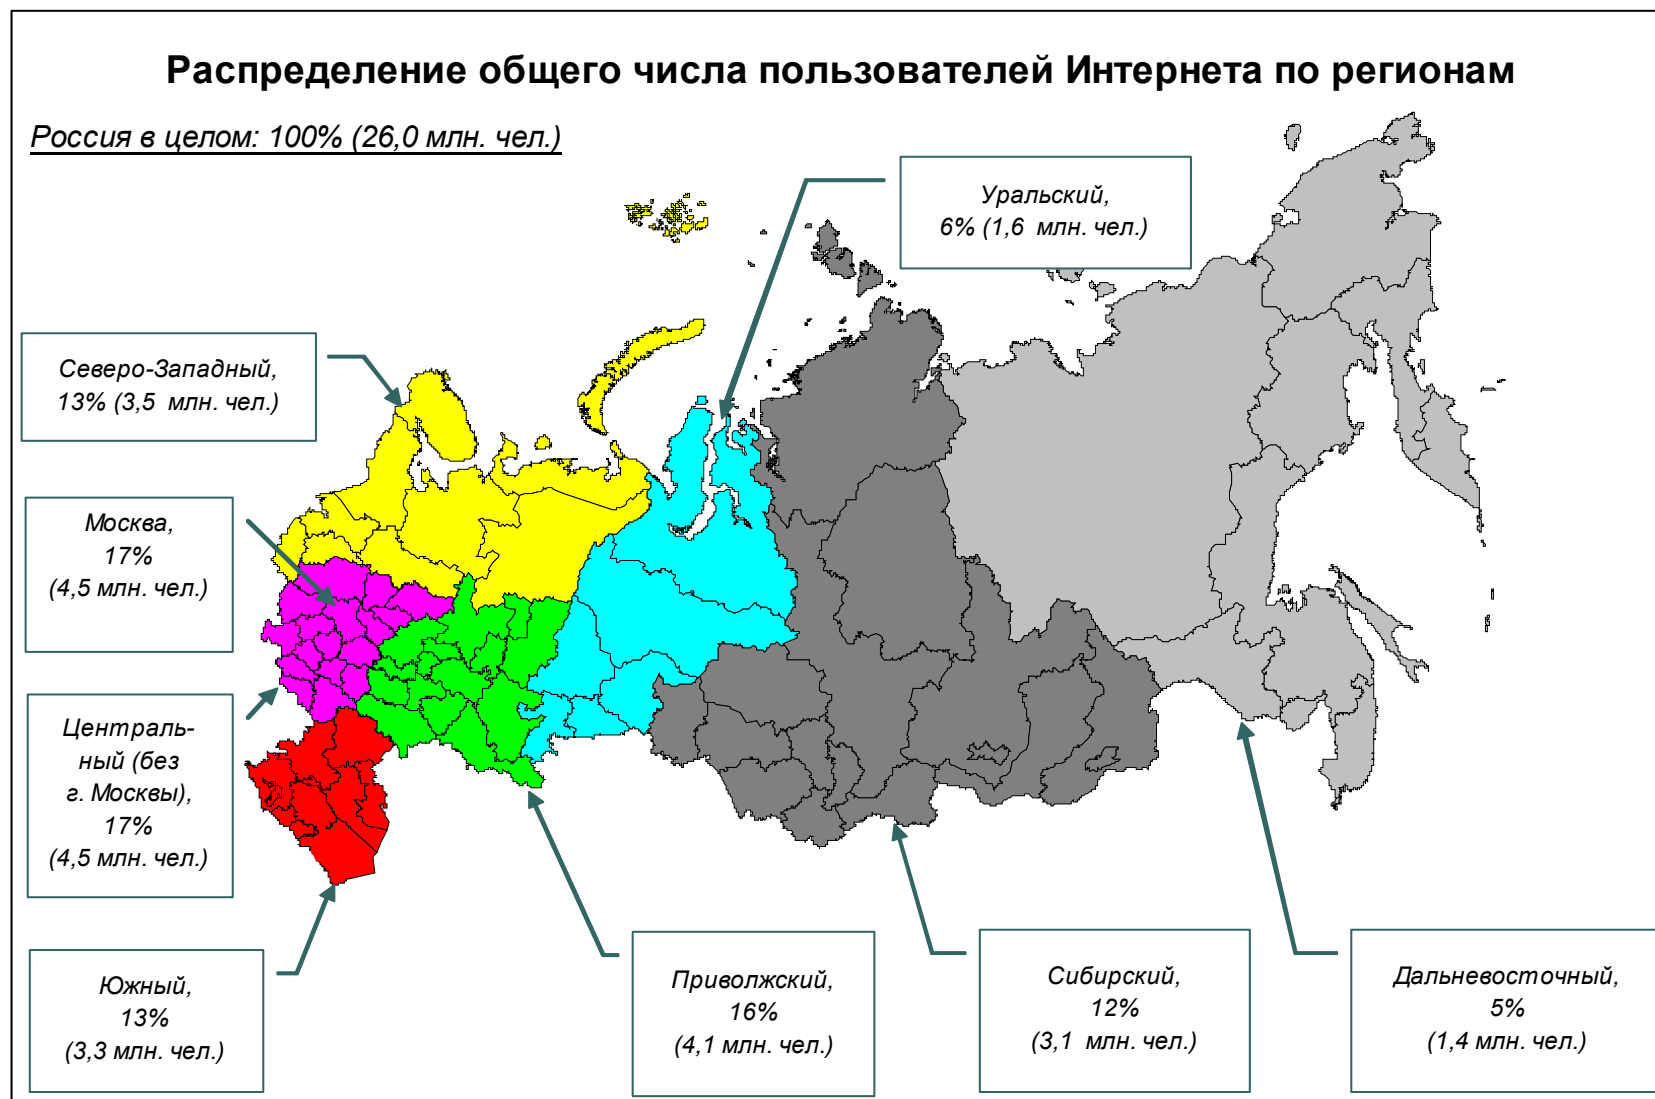 Распределение общего числа пользователей Интернета по регионам
Россия в целом: 100% (26,0 млн. чел.)
Уральский,
6% (1,6 млн. чел.)
Северо-Западный,
13% (3,5 млн. чел.)
Москва,
17%
(4,5 млн. чел.)
Централь-
ный (без
г. Москвы),
17%
(4,5 млн. чел.)
Южный,
13%
(3,3 млн. чел.)
Приволжский,
16%
(4,1 млн. чел.)
Сибирский,
12%
(3,1 млн. чел.)
Дальневосточный,
5%
(1,4 млн. чел.)